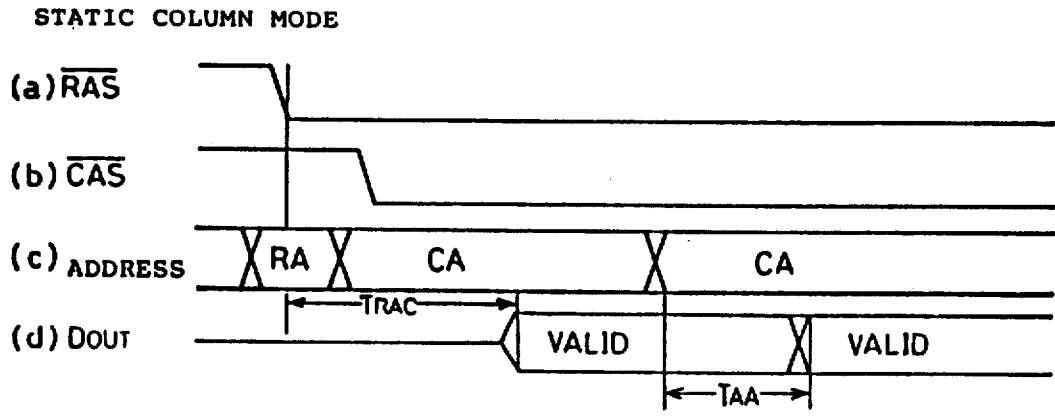 STATIC COLUMN MODE
(a) RAS
(b) CAS
(c) ADDRESS RA CA CA
TRAC
(d) DOUT VALID VALID
TAA